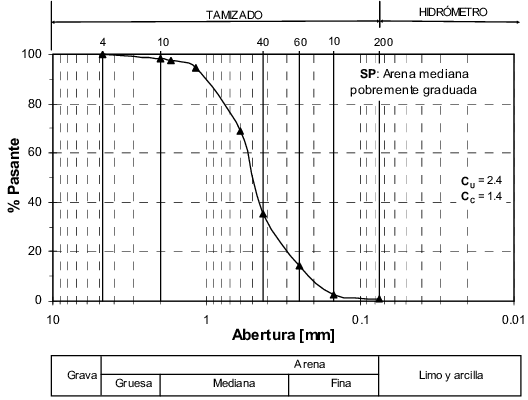 TAMIZADO HIDRÓMETRO
4 10 40 60 10 200
100
80
60
40
20
0
% Pasante
SP: Arena mediana
pobremente graduada
CU = 2.4
CC = 1.4
10 1 0.1 0.01
Abertura [mm]
Grava Arena Limo y arcilla
Gruesa Mediana Fina